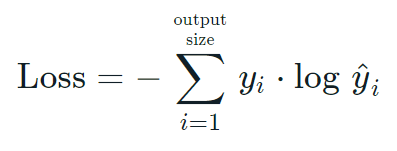 output
size
Loss = − ∑ yᵢ · log ŷᵢ
i=1